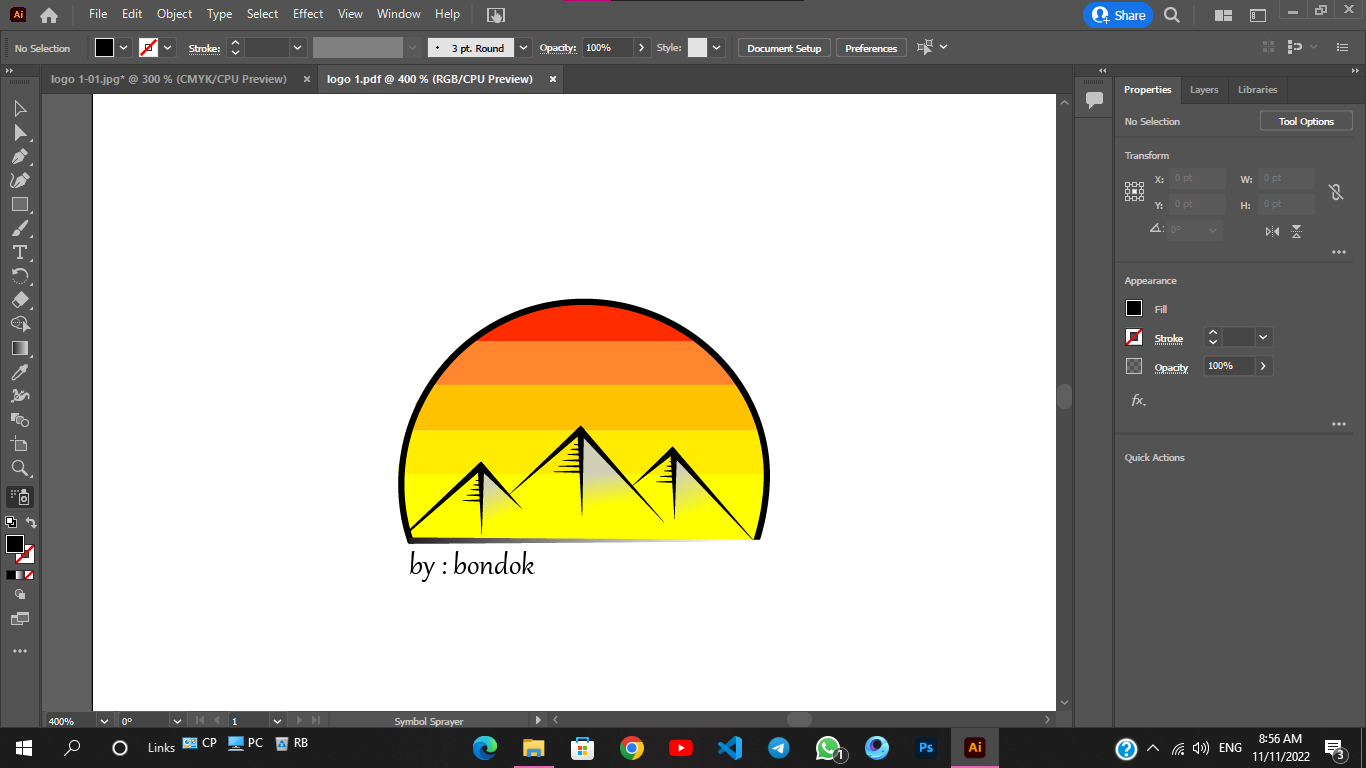 Ai File Edit Object Type Select Effect View Window Help Share
No Selection Stroke: 3 pt. Round Opacity: 100% Style: Document Setup Preferences
logo 1-01.jpg* @ 300 % (CMYK/CPU Preview) × logo 1.pdf @ 400 % (RGB/CPU Preview) ×
Properties Layers Libraries
No Selection Tool Options
Transform
X: 0 pt W: 0 pt
Y: 0 pt H: 0 pt
0°
Appearance
Fill
Stroke
Opacity 100%
fx.
Quick Actions
by : bondok
400% 0° 1 Symbol Sprayer
Links CP PC RB 1 Ps Ai ENG 8:56 AM
11/11/2022 3